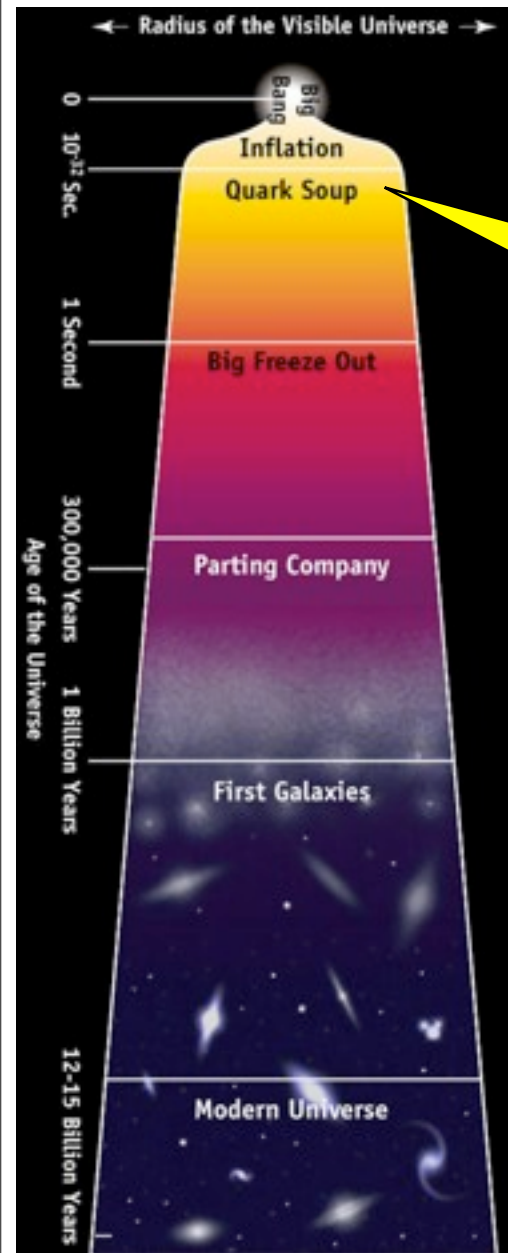 ← Radius of the Visible Universe →
Big
Bang
0
Inflation
10⁻³² Sec.
Quark Soup
1 Second
Big Freeze Out
300,000 Years
Parting Company
Age of the Universe
1 Billion Years
First Galaxies
12-15 Billion Years
Modern Universe